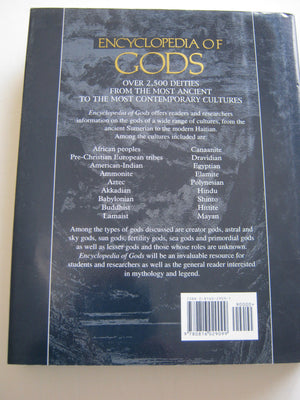 ENCYCLOPEDIA OF
GODS
OVER 2,500 DEITIES
FROM THE MOST ANCIENT
TO THE MOST CONTEMPORARY CULTURES
Encyclopedia of Gods offers readers and researchers
information on the gods of a wide range of cultures, from the
ancient Sumerian to the modern Haitian.
Among the cultures included are:
African peoples
Pre-Christian European tribes
American-Indian
Ammonite
Aztec
Akkadian
Babylonian
Buddhist
Lamaist
Canaanite
Dravidian
Egyptian
Elamite
Polynesian
Hindu
Shinto
Hittite
Mayan
Among the types of gods discussed are creator gods, astral and
sky gods, sun gods, fertility gods, sea gods and primordial gods
as well as lesser gods and those whose roles are unknown.
Encyclopedia of Gods will be an invaluable resource for
students and researchers as well as the general reader interested
in mythology and legend.
90000>
9 780816 029099